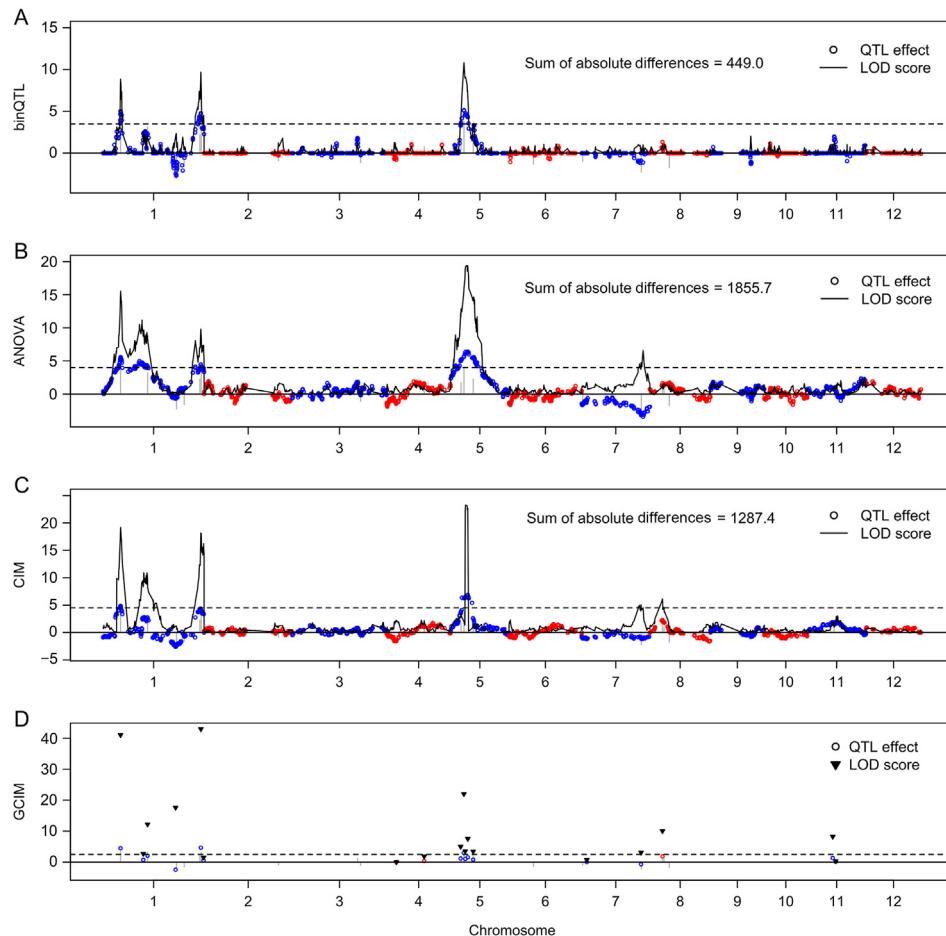 A
15
10
5
0
binQTL
Sum of absolute differences = 449.0
QTL effect
LOD score
1 2 3 4 5 6 7 8 9 10 11 12
B
20
15
10
5
0
ANOVA
Sum of absolute differences = 1855.7
QTL effect
LOD score
1 2 3 4 5 6 7 8 9 10 11 12
C
20
15
10
5
0
−5
CIM
Sum of absolute differences = 1287.4
QTL effect
LOD score
1 2 3 4 5 6 7 8 9 10 11 12
D
40
30
20
10
0
GCIM
QTL effect
LOD score
1 2 3 4 5 6 7 8 9 10 11 12
Chromosome